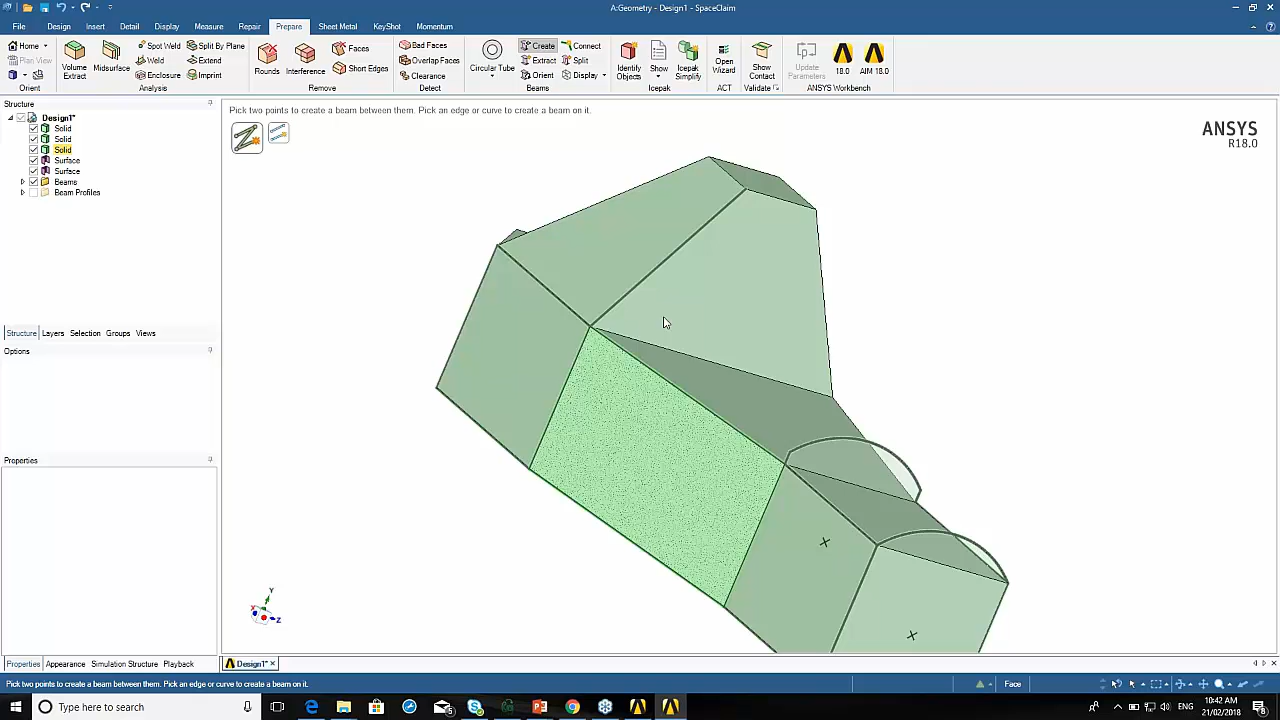 A:Geometry - Design1 - SpaceClaim
File Design Insert Detail Display Measure Repair Prepare Sheet Metal KeyShot Momentum
Home Spot Weld Split By Plane Faces Bad Faces Create Connect
Plan View Weld Extend Short Edges Overlap Faces Extract Split
Enclosure Imprint Clearance Orient Display
Volume Extract Midsurface Rounds Interference Circular Tube Identify Objects Show Icepak Simplify Open Wizard Show Contact Update Parameters 18.0 AIM 18.0
Orient Analysis Remove Detect Beams Icepak ACT Validate ANSYS Workbench
Structure
Design1*
Solid
Solid
Solid
Surface
Surface
Beams
Beam Profiles
Structure Layers Selection Groups Views
Options
Properties
Properties Appearance Simulation Structure Playback
Pick two points to create a beam between them. Pick an edge or curve to create a beam on it.
ANSYS
R18.0
Y
X
Z
Design1*
Pick two points to create a beam between them. Pick an edge or curve to create a beam on it.
Face
Type here to search
ENG
10:42 AM
21/02/2018